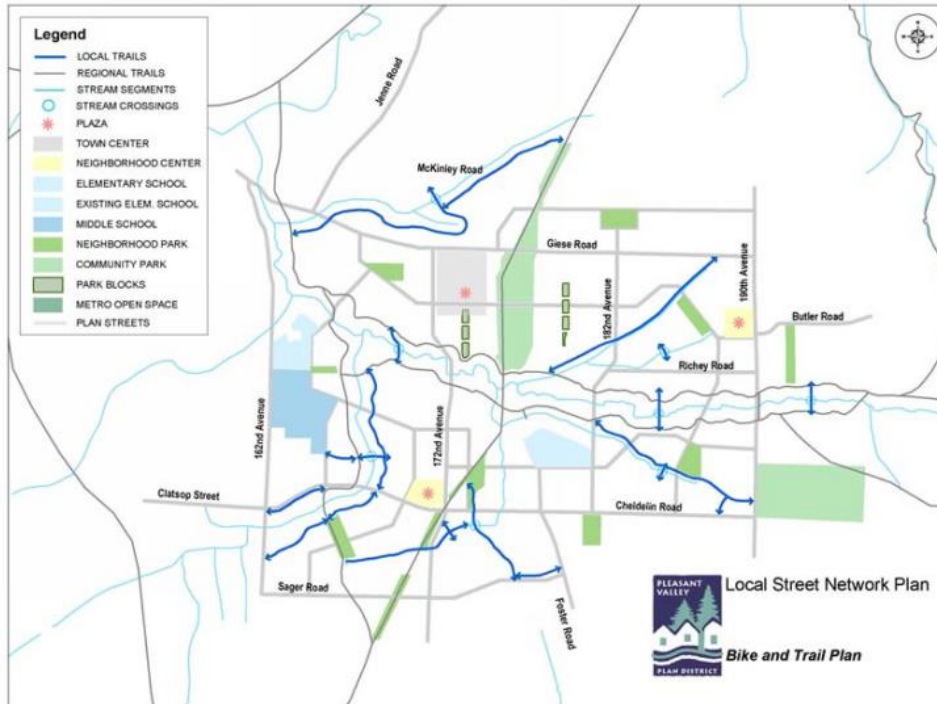 Legend
LOCAL TRAILS
REGIONAL TRAILS
STREAM SEGMENTS
STREAM CROSSINGS
PLAZA
TOWN CENTER
NEIGHBORHOOD CENTER
ELEMENTARY SCHOOL
EXISTING ELEM. SCHOOL
MIDDLE SCHOOL
NEIGHBORHOOD PARK
COMMUNITY PARK
PARK BLOCKS
METRO OPEN SPACE
PLAN STREETS
Jenne Road
McKinley Road
Giese Road
182nd Avenue
190th Avenue
Butler Road
Richey Road
162nd Avenue
172nd Avenue
Clatsop Street
Cheldelin Road
Sager Road
Foster Road
PLEASANT
VALLEY
PLAN DISTRICT
Local Street Network Plan
Bike and Trail Plan